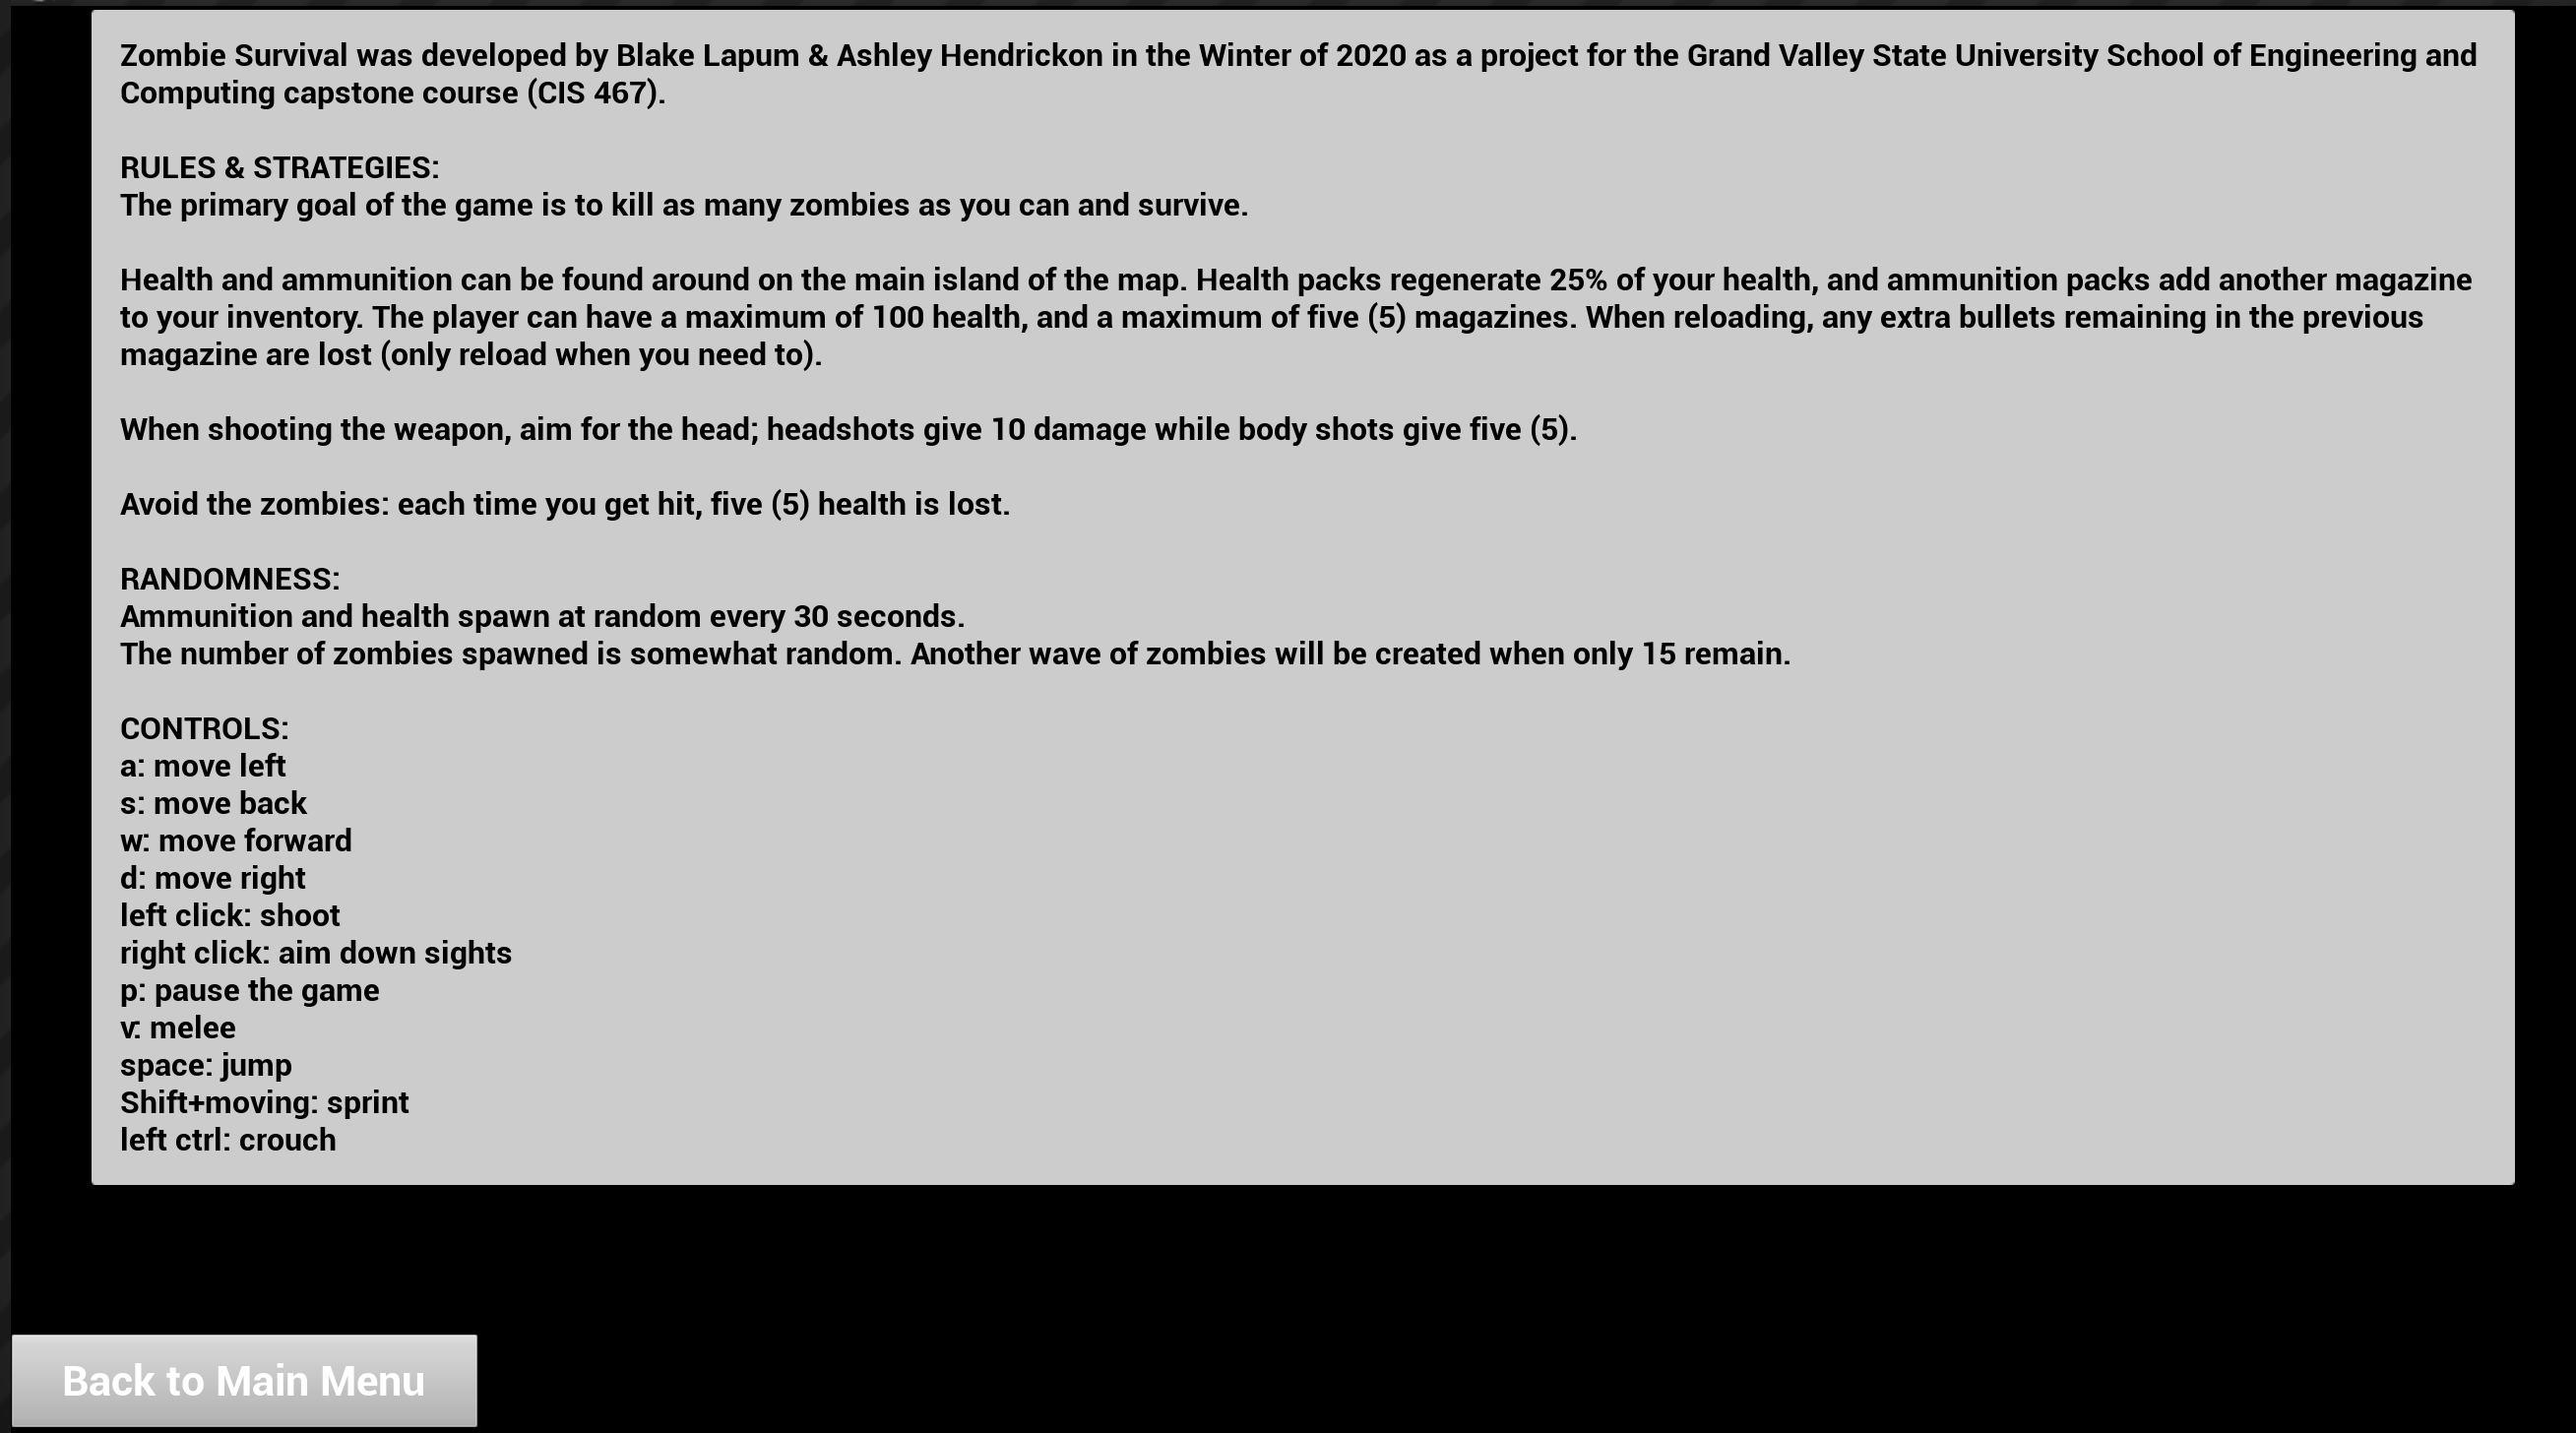 Zombie Survival was developed by Blake Lapum & Ashley Hendrickon in the Winter of 2020 as a project for the Grand Valley State University School of Engineering and
Computing capstone course (CIS 467).
RULES & STRATEGIES:
The primary goal of the game is to kill as many zombies as you can and survive.
Health and ammunition can be found around on the main island of the map. Health packs regenerate 25% of your health, and ammunition packs add another magazine
to your inventory. The player can have a maximum of 100 health, and a maximum of five (5) magazines. When reloading, any extra bullets remaining in the previous
magazine are lost (only reload when you need to).
When shooting the weapon, aim for the head; headshots give 10 damage while body shots give five (5).
Avoid the zombies: each time you get hit, five (5) health is lost.
RANDOMNESS:
Ammunition and health spawn at random every 30 seconds.
The number of zombies spawned is somewhat random. Another wave of zombies will be created when only 15 remain.
CONTROLS:
a: move left
s: move back
w: move forward
d: move right
left click: shoot
right click: aim down sights
p: pause the game
v: melee
space: jump
Shift+moving: sprint
left ctrl: crouch
Back to Main Menu